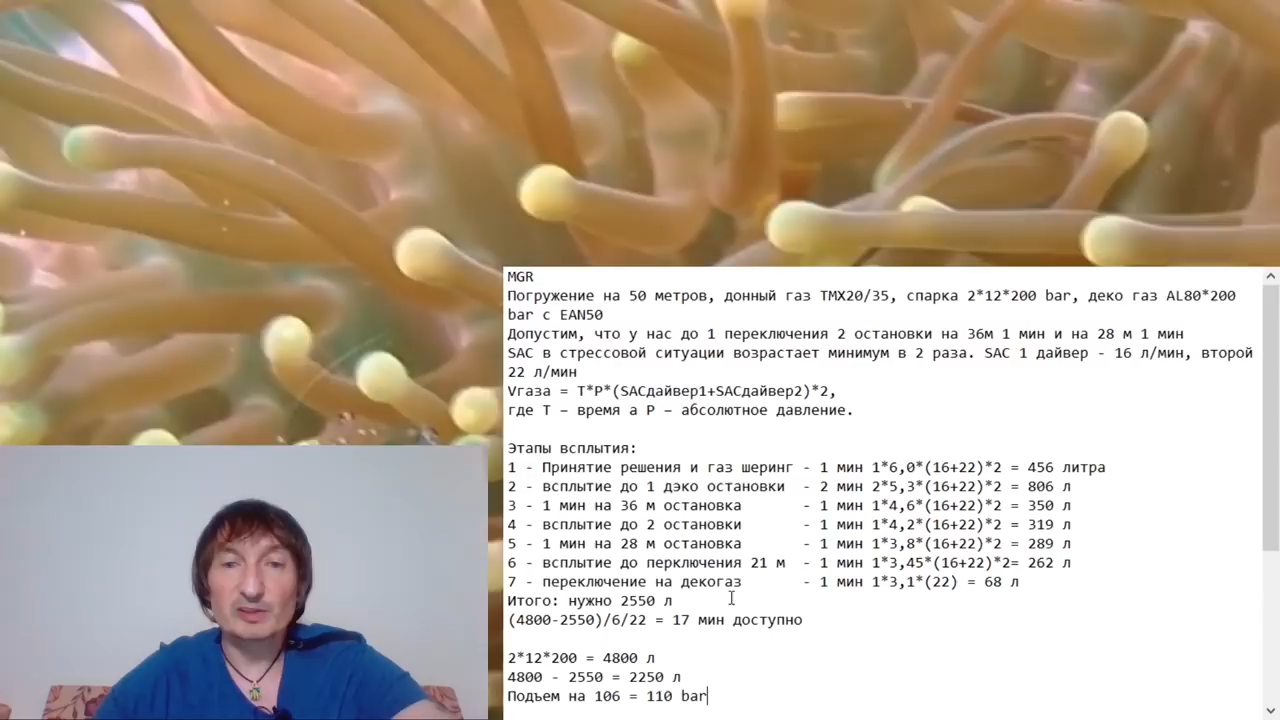 MGR
Погружение на 50 метров, донный газ TMX20/35, спарка 2*12*200 bar, деко газ AL80*200
bar с EAN50
Допустим, что у нас до 1 переключения 2 остановки на 36м 1 мин и на 28 м 1 мин
SAC в стрессовой ситуации возрастает минимум в 2 раза. SAC 1 дайвер - 16 л/мин, второй
22 л/мин
Vгаза = T*P*(SACдайвер1+SACдайвер2)*2,
где T – время а P – абсолютное давление.
Этапы всплытия:
1 - Принятие решения и газ шеринг - 1 мин 1*6,0*(16+22)*2 = 456 литра
2 - всплытие до 1 дэко остановки - 2 мин 2*5,3*(16+22)*2 = 806 л
3 - 1 мин на 36 м остановка - 1 мин 1*4,6*(16+22)*2 = 350 л
4 - всплытие до 2 остановки - 1 мин 1*4,2*(16+22)*2 = 319 л
5 - 1 мин на 28 м остановка - 1 мин 1*3,8*(16+22)*2 = 289 л
6 - всплытие до перключения 21 м - 1 мин 1*3,45*(16+22)*2= 262 л
7 - переключение на декогаз - 1 мин 1*3,1*(22) = 68 л
Итого: нужно 2550 л
(4800-2550)/6/22 = 17 мин доступно
2*12*200 = 4800 л
4800 - 2550 = 2250 л
Подъем на 106 = 110 bar